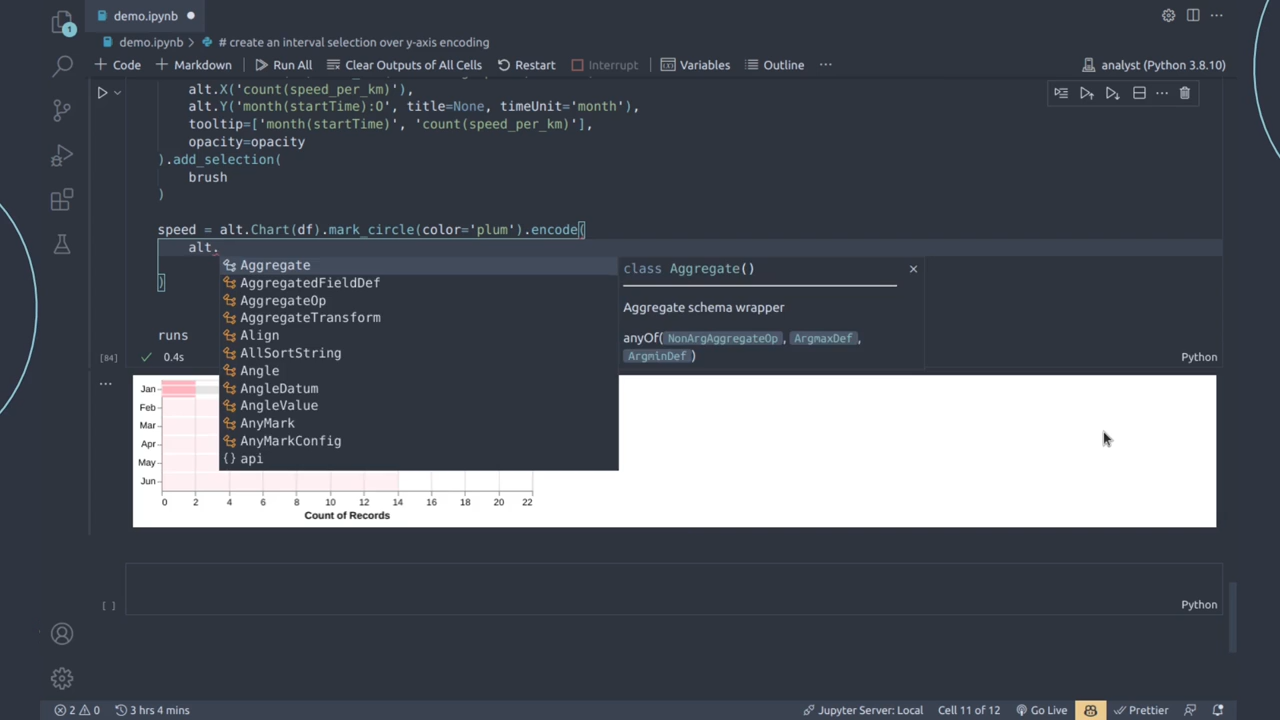 demo.ipynb
1
demo.ipynb > # create an interval selection over y-axis encoding
+ Code + Markdown Run All Clear Outputs of All Cells Restart Interrupt Variables Outline ... analyst (Python 3.8.10)
alt.X('count(speed_per_km)'),
alt.Y('month(startTime):O', title=None, timeUnit='month'),
tooltip=['month(startTime)', 'count(speed_per_km)'],
opacity=opacity
).add_selection(
brush
)
speed = alt.Chart(df).mark_circle(color='plum').encode(
alt.
)
Aggregate
AggregatedFieldDef
AggregateOp
AggregateTransform
Align
AllSortString
Angle
AngleDatum
AngleValue
AnyMark
AnyMarkConfig
{} api
class Aggregate()
Aggregate schema wrapper
anyOf( NonArgAggregateOp , ArgmaxDef ,
ArgminDef )
runs
[84] 0.4s Python
Jan
Feb
Mar
Apr
May
Jun
0 2 4 6 8 10 12 14 16 18 20 22
Count of Records
[ ] Python
2 0 3 hrs 4 mins Jupyter Server: Local Cell 11 of 12 Go Live Prettier